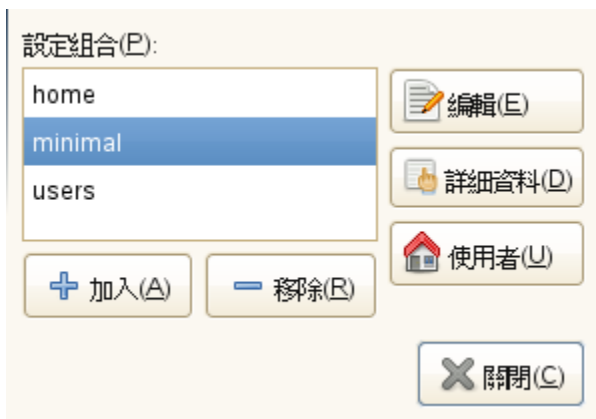 設定組合(P):
home
minimal
users
編輯(E)
詳細資料(D)
使用者(U)
加入(A)
移除(R)
關閉(C)